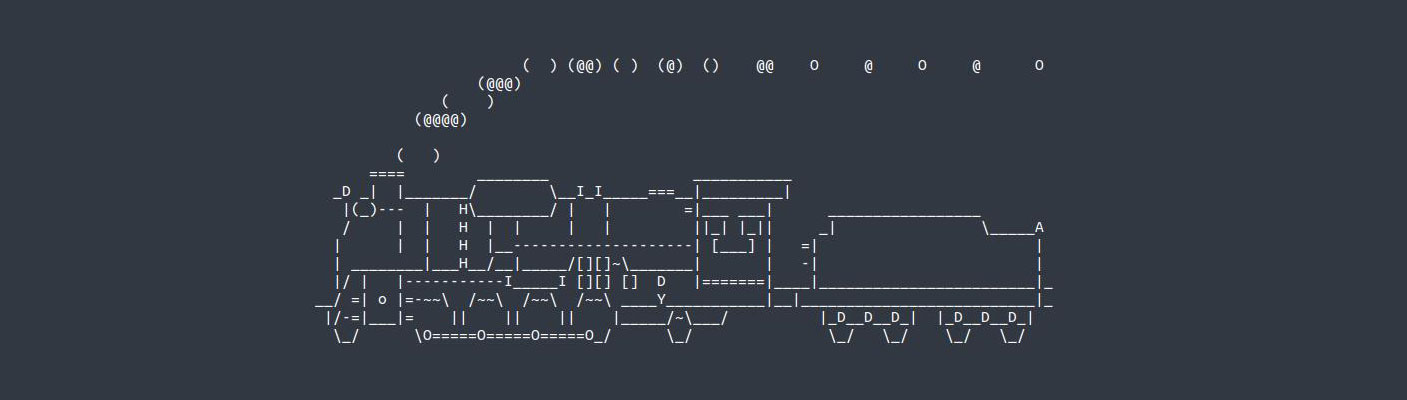 (  ) (@@) ( )  (@)  ()    @@    O     @     O     @      O
                  (@@@)
              (    )
           (@@@@)

         (   )
      ====        ________                ___________
  _D _|  |_______/        \__I_I_____===__|_________|
   |(_)---  |   H\________/ |   |        =|___ ___|      _________________
   /     |  |   H  |  |     |   |         ||_| |_||     _|                \_____A
  |      |  |   H  |__--------------------| [___] |   =|                        |
  | ________|___H__/__|_____/[][]~\_______|       |   -|                        |
  |/ |   |-----------I_____I [][] []  D   |=======|____|________________________|_
__/ =| o |=-~~\  /~~\  /~~\  /~~\ ____Y___________|__|__________________________|_
 |/-=|___|=    ||    ||    ||    |_____/~\___/          |_D__D__D_|  |_D__D__D_|
  \_/      \O=====O=====O=====O_/      \_/               \_/   \_/    \_/   \_/